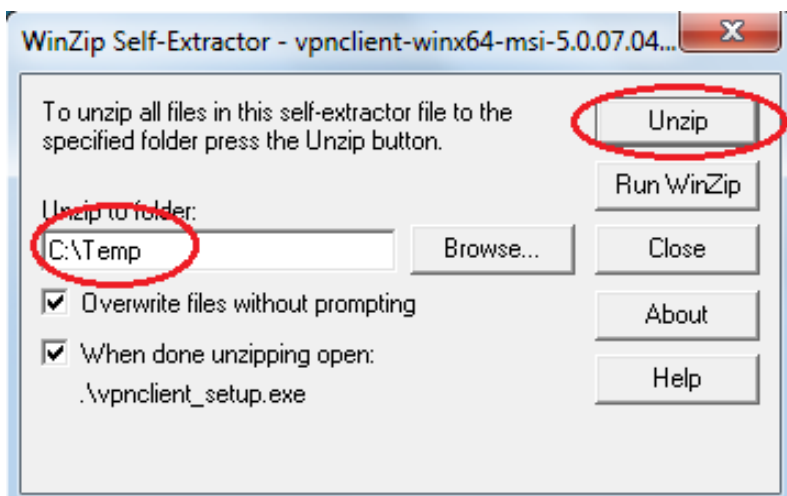 WinZip Self-Extractor - vpnclient-winx64-msi-5.0.07.04...
To unzip all files in this self-extractor file to the
specified folder press the Unzip button.
Unzip
Run WinZip
Unzip to folder:
C:\Temp
Browse...
Close
Overwrite files without prompting
About
When done unzipping open:
.\vpnclient_setup.exe
Help